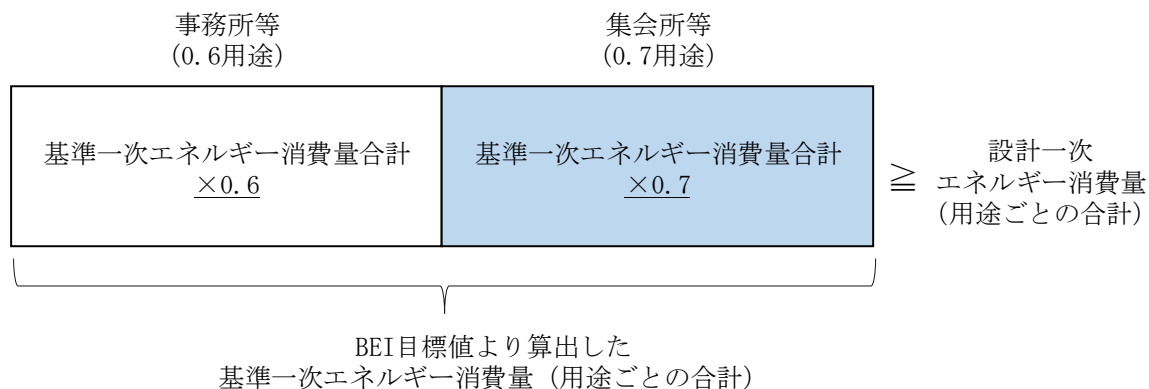 事務所等
(0.6用途)
集会所等
(0.7用途)
基準一次エネルギー消費量合計
×0.6
基準一次エネルギー消費量合計
×0.7
≧
設計一次
エネルギー消費量
(用途ごとの合計)
BEI目標値より算出した
基準一次エネルギー消費量（用途ごとの合計）